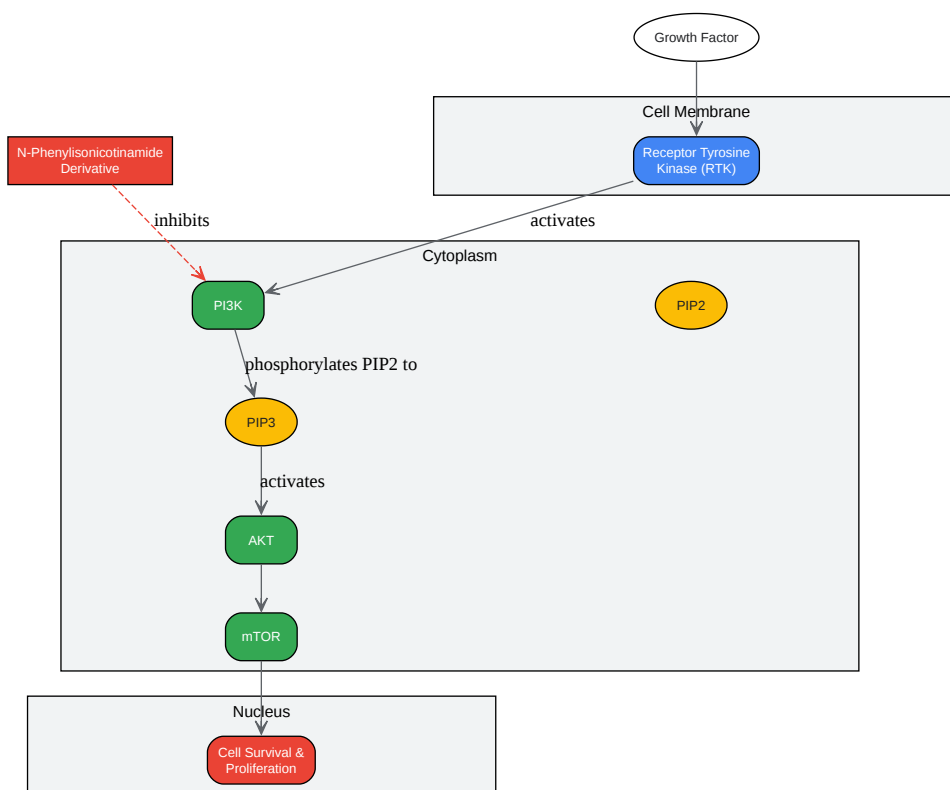 Growth Factor
Cell Membrane
Receptor Tyrosine
Kinase (RTK)
N-Phenylisonicotinamide
Derivative
inhibits
activates
Cytoplasm
PI3K
PIP2
phosphorylates PIP2 to
PIP3
activates
AKT
mTOR
Nucleus
Cell Survival &
Proliferation